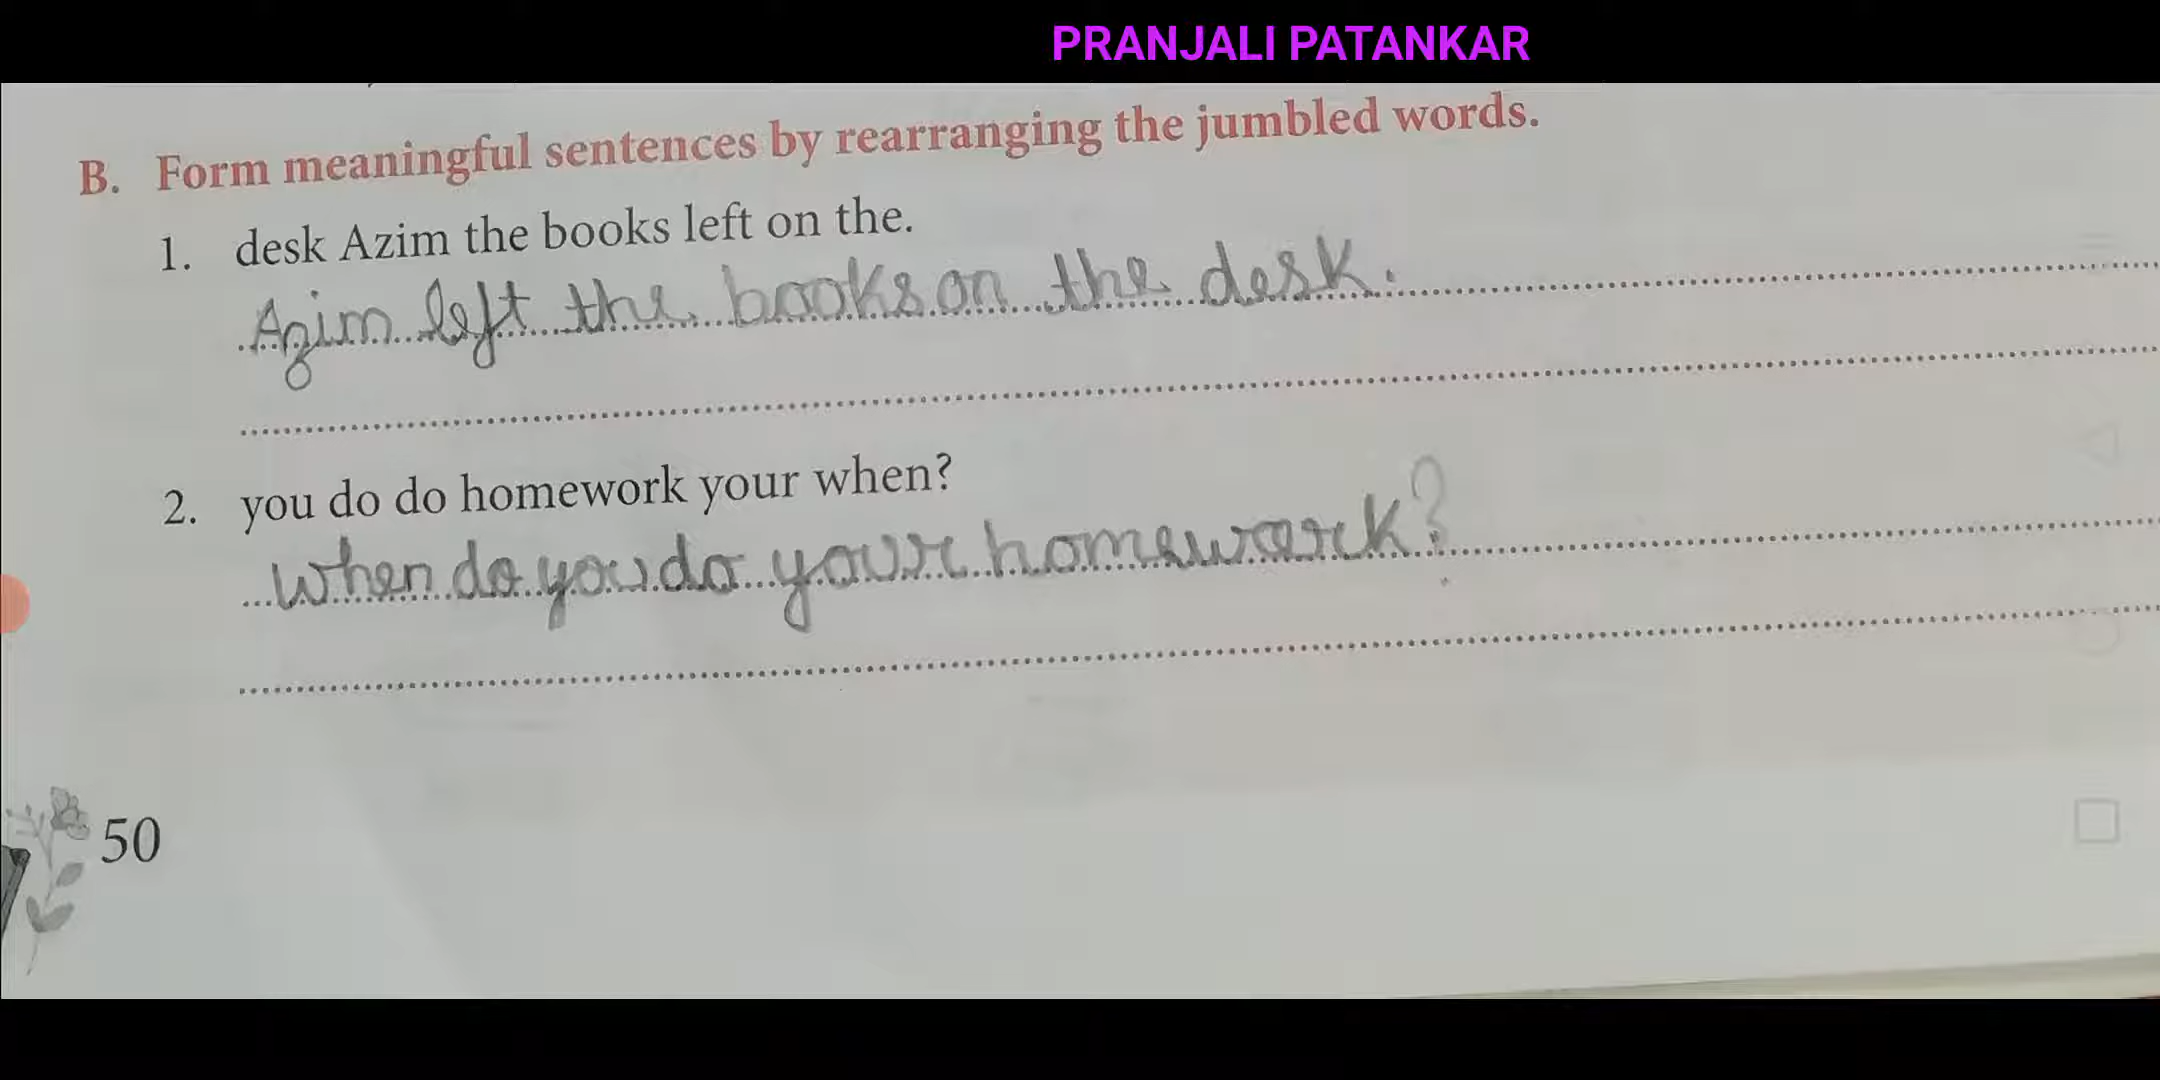 PRANJALI PATANKAR
B. Form meaningful sentences by rearranging the jumbled words.
1. desk Azim the books left on the.
Azim left the books on the desk.
2. you do do homework your when?
When do you do your homework?
50